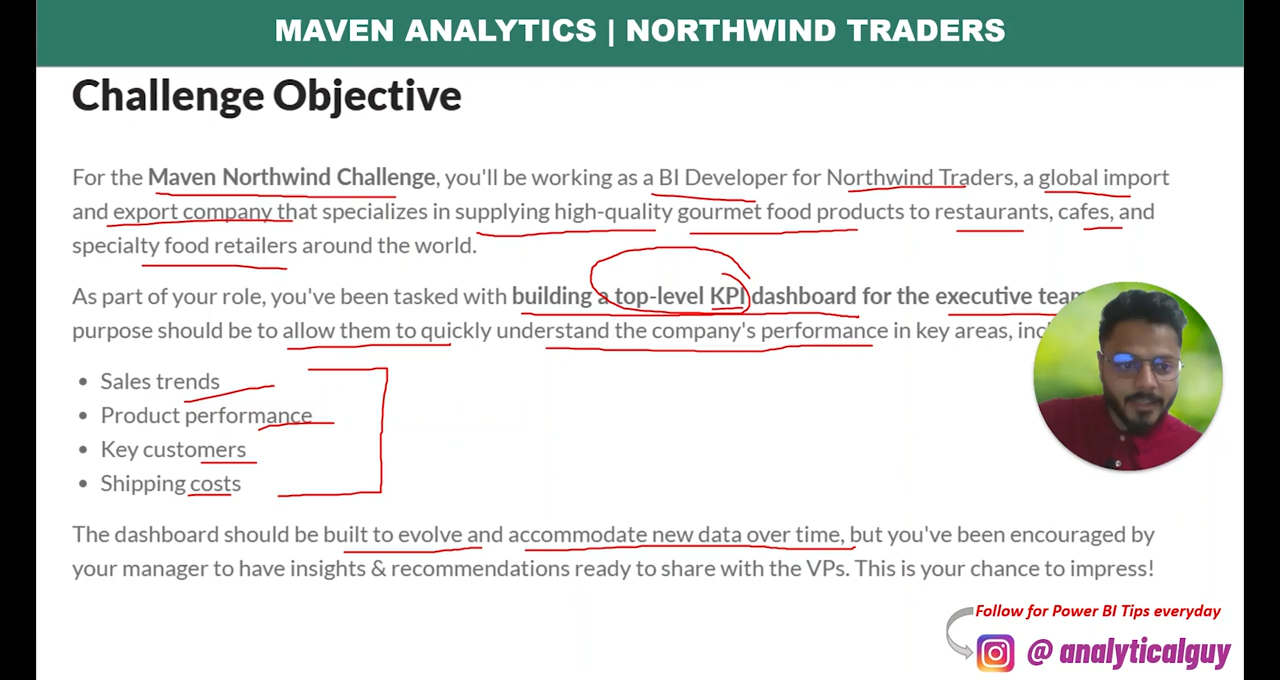 MAVEN ANALYTICS | NORTHWIND TRADERS
Challenge Objective
For the Maven Northwind Challenge, you'll be working as a BI Developer for Northwind Traders, a global import
and export company that specializes in supplying high-quality gourmet food products to restaurants, cafes, and
specialty food retailers around the world.
As part of your role, you've been tasked with building a top-level KPI dashboard for the executive
purpose should be to allow them to quickly understand the company's performance in key areas,
• Sales trends
• Product performance
• Key customers
• Shipping costs
The dashboard should be built to evolve and accommodate new data over time, but you've been encouraged by
your manager to have insights & recommendations ready to share with the VPs. This is your chance to impress!
Follow for Power BI Tips everyday
@ analyticalguy